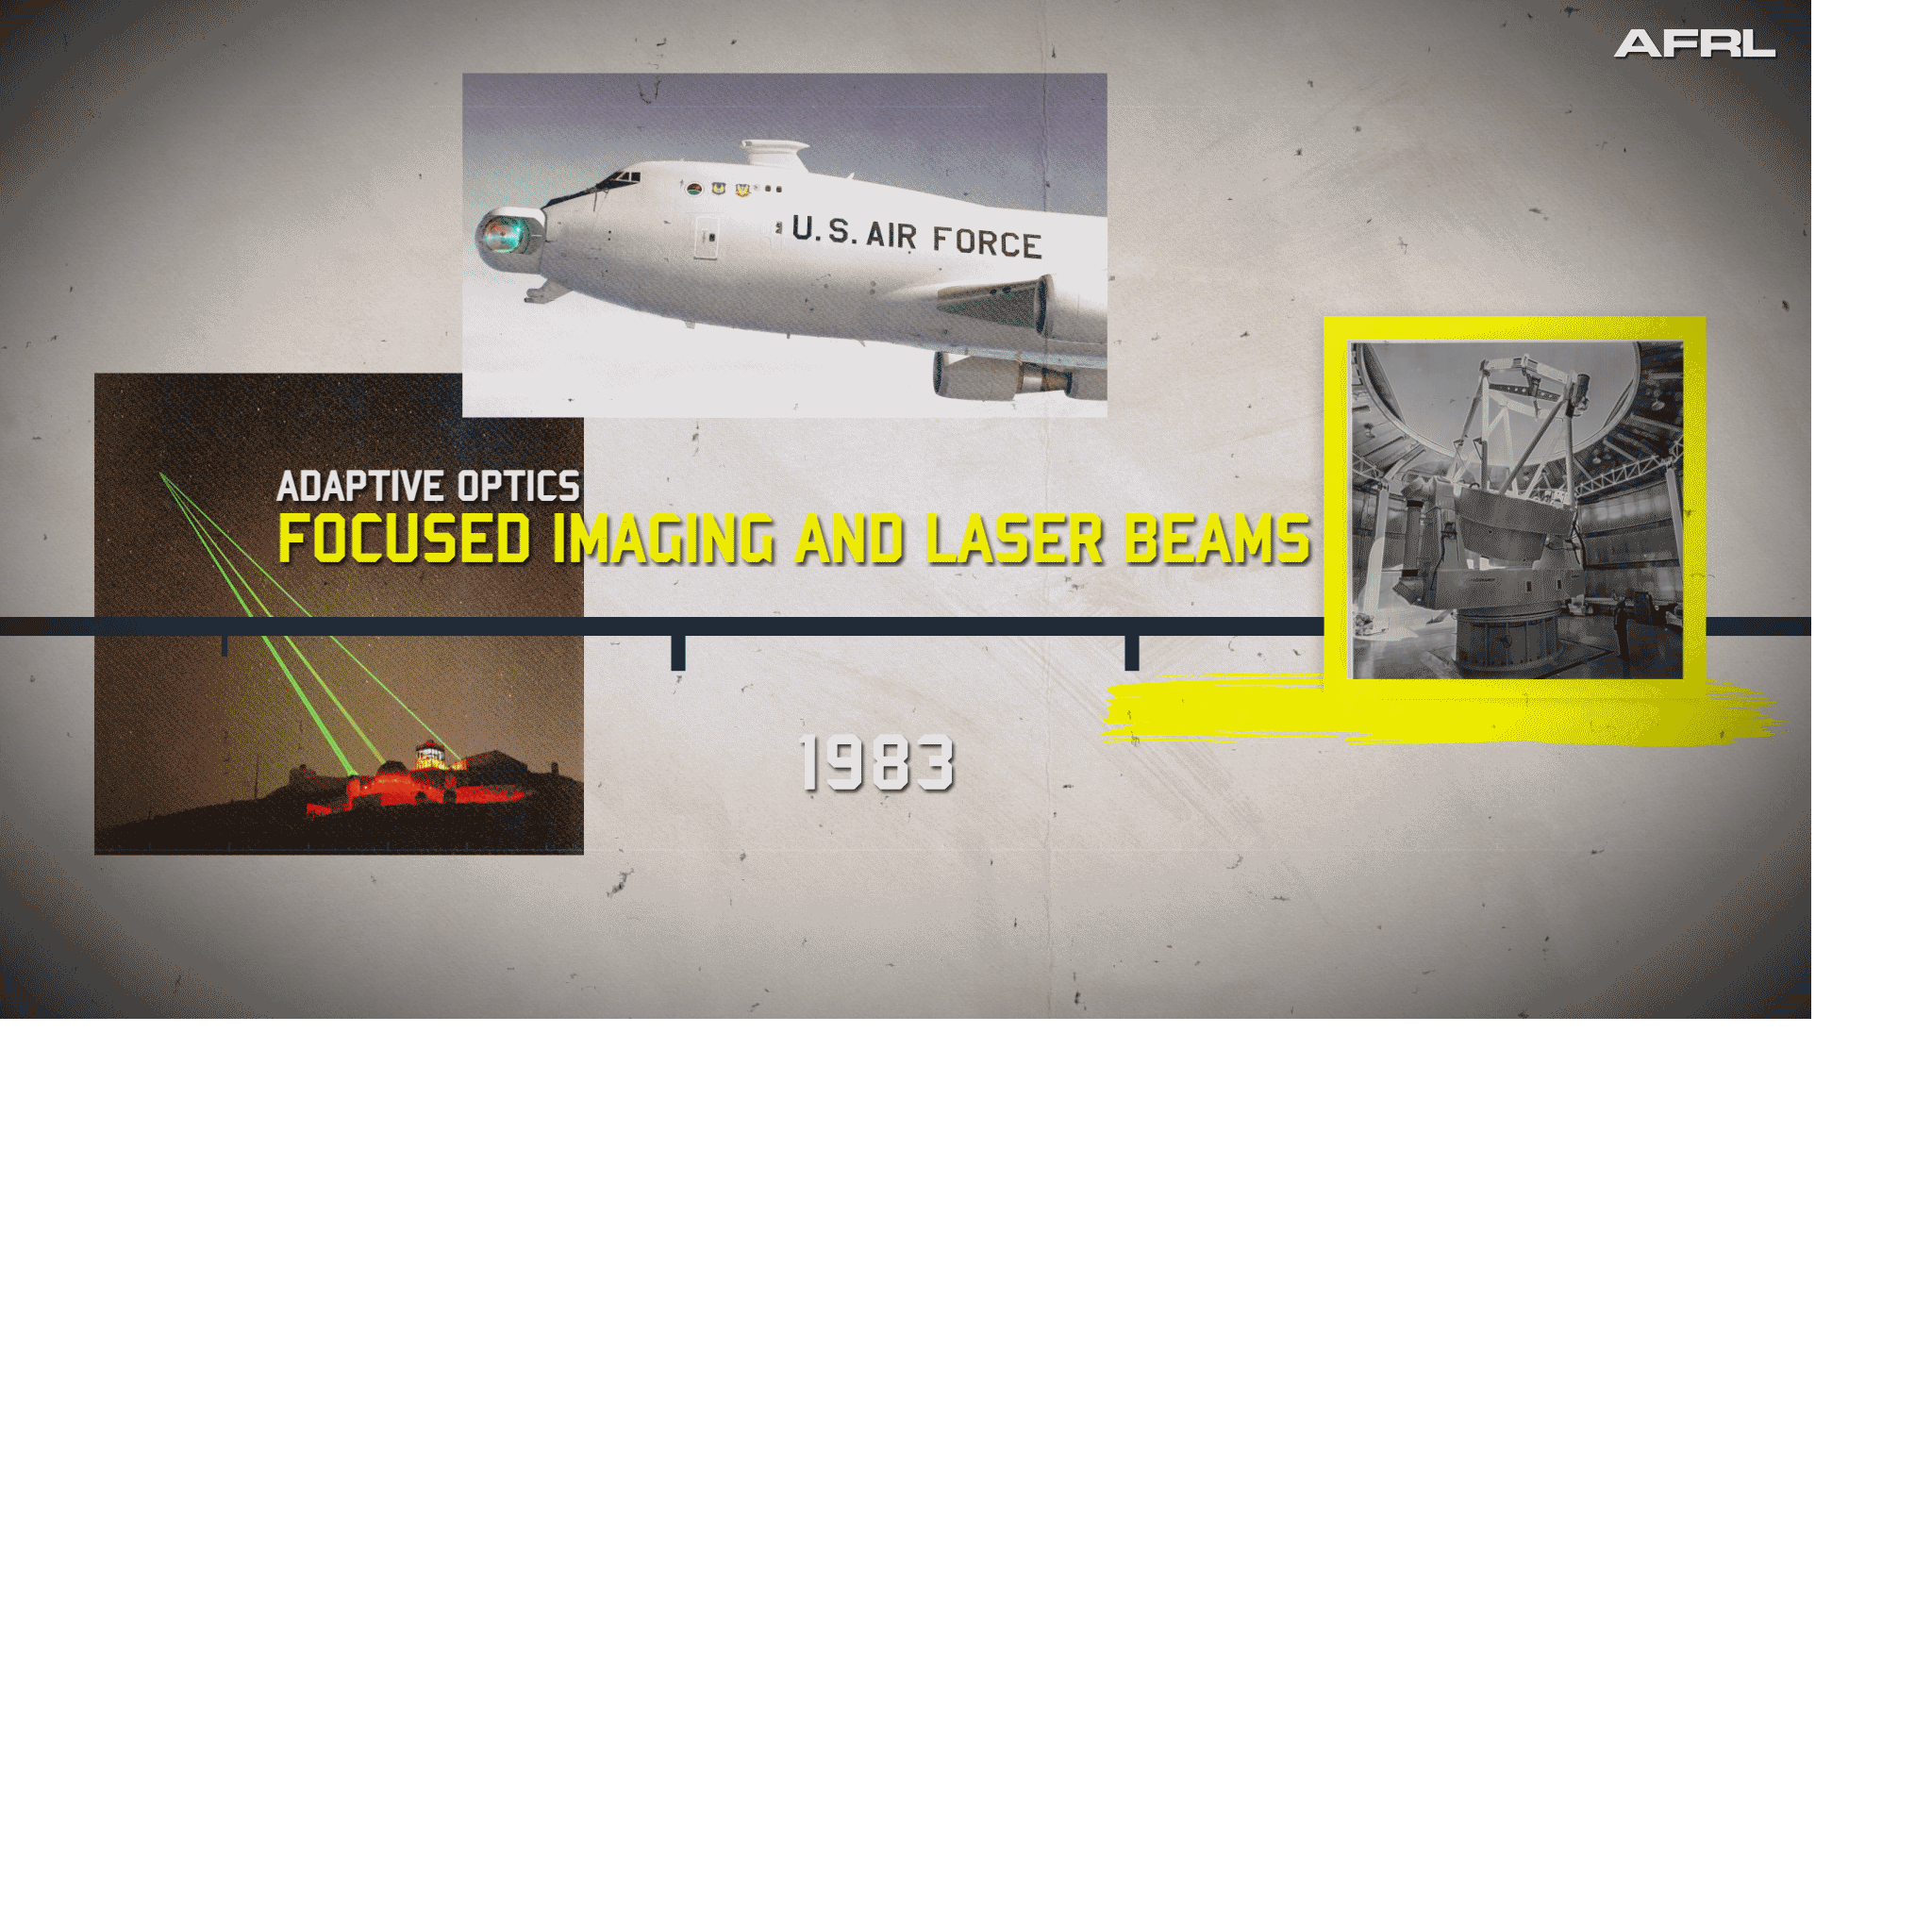 AFRL
U.S. AIR FORCE
ADAPTIVE OPTICS
FOCUSED IMAGING AND LASER BEAMS
1983